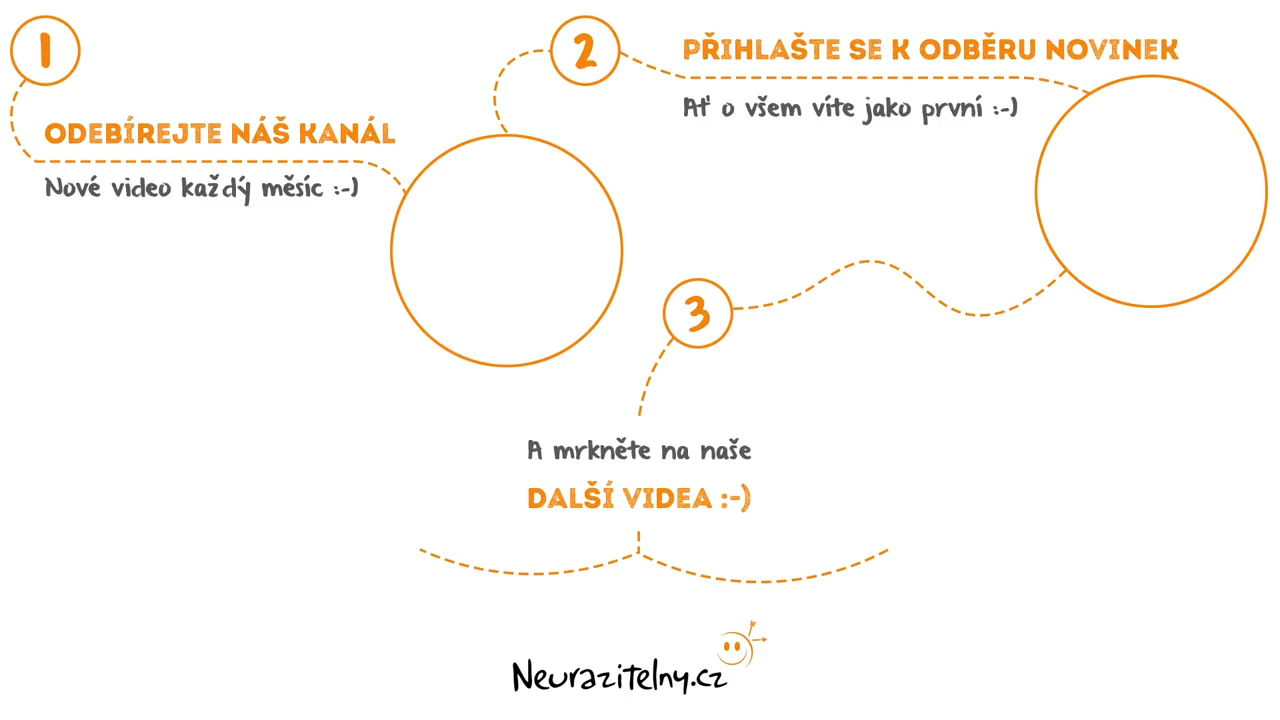 1
ODEBÍREJTE NÁŠ KANÁL
Nové video každý měsíc :-)
2
PŘIHLAŠTE SE K ODBĚRU NOVINEK
Ať o všem víte jako první :-)
3
A mrkněte na naše
DALŠÍ VIDEA :-)
Neurazitelny.cz